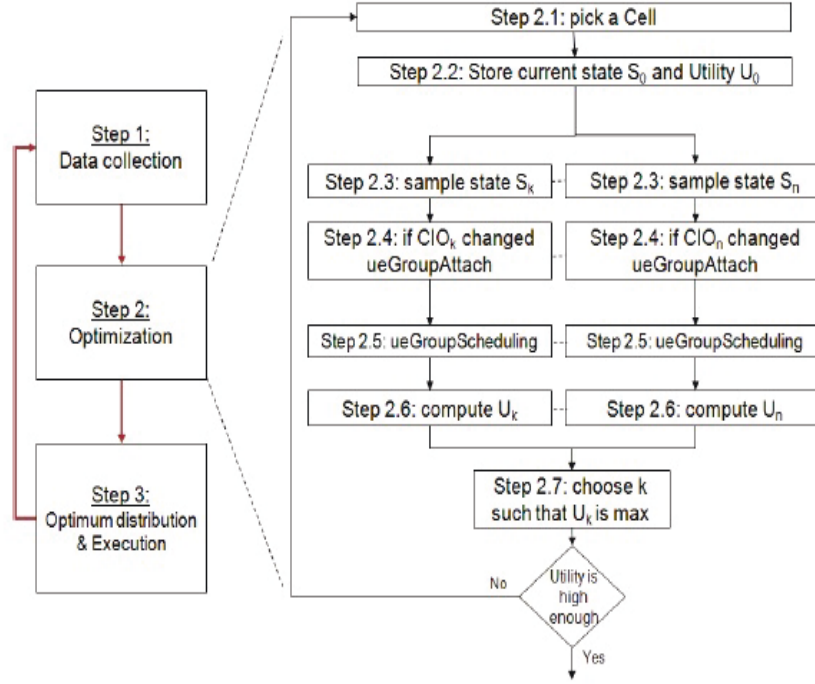 Step 1:
Data collection
Step 2:
Optimization
Step 3:
Optimum distribution
& Execution
Step 2.1: pick a Cell
Step 2.2: Store current state S₀ and Utility U₀
Step 2.3: sample state Sₖ
Step 2.3: sample state Sₙ
Step 2.4: if CIOₖ changed
ueGroupAttach
Step 2.4: if CIOₙ changed
ueGroupAttach
Step 2.5: ueGroupScheduling
Step 2.5: ueGroupScheduling
Step 2.6: compute Uₖ
Step 2.6: compute Uₙ
Step 2.7: choose k
such that Uₖ is max
No
Utility is
high
enough
Yes